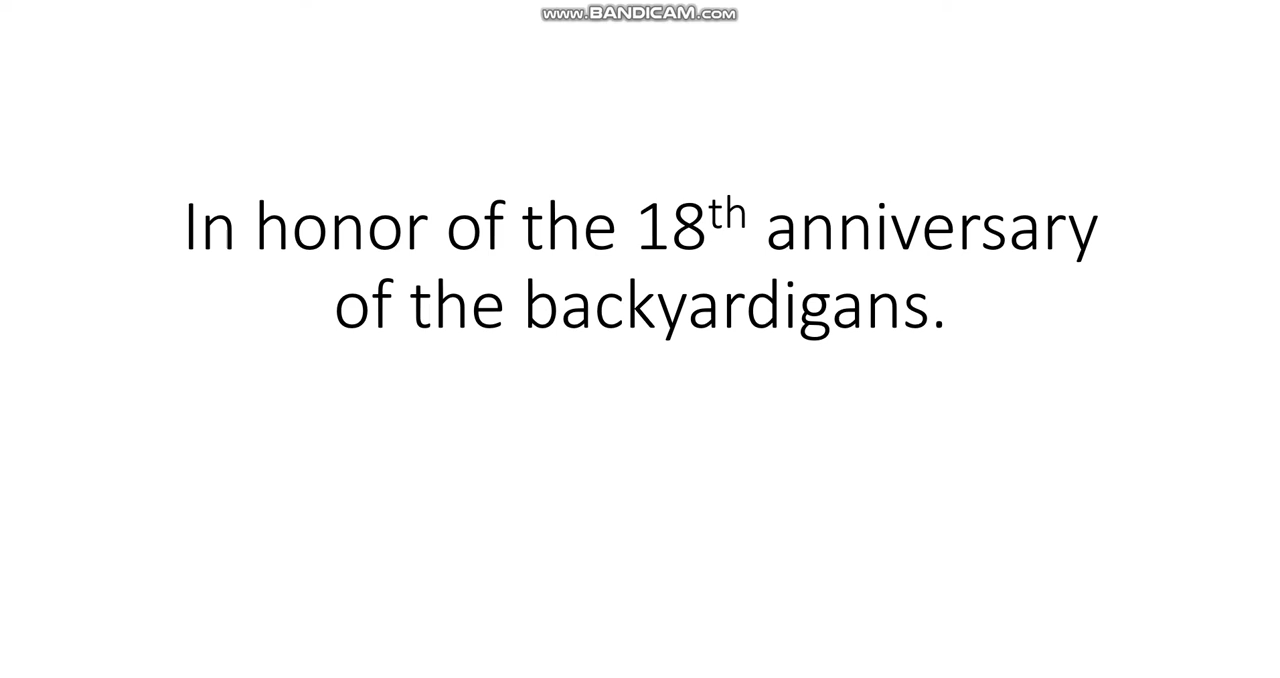 www.BANDICAM.com
In honor of the 18th anniversary
of the backyardigans.